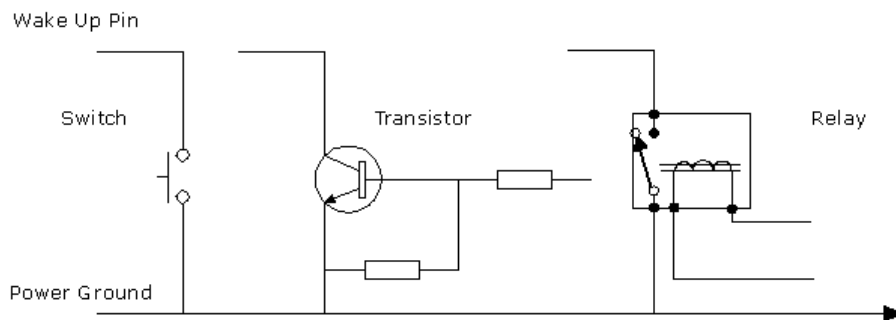 Wake Up Pin
Switch
Transistor
Relay
Power Ground